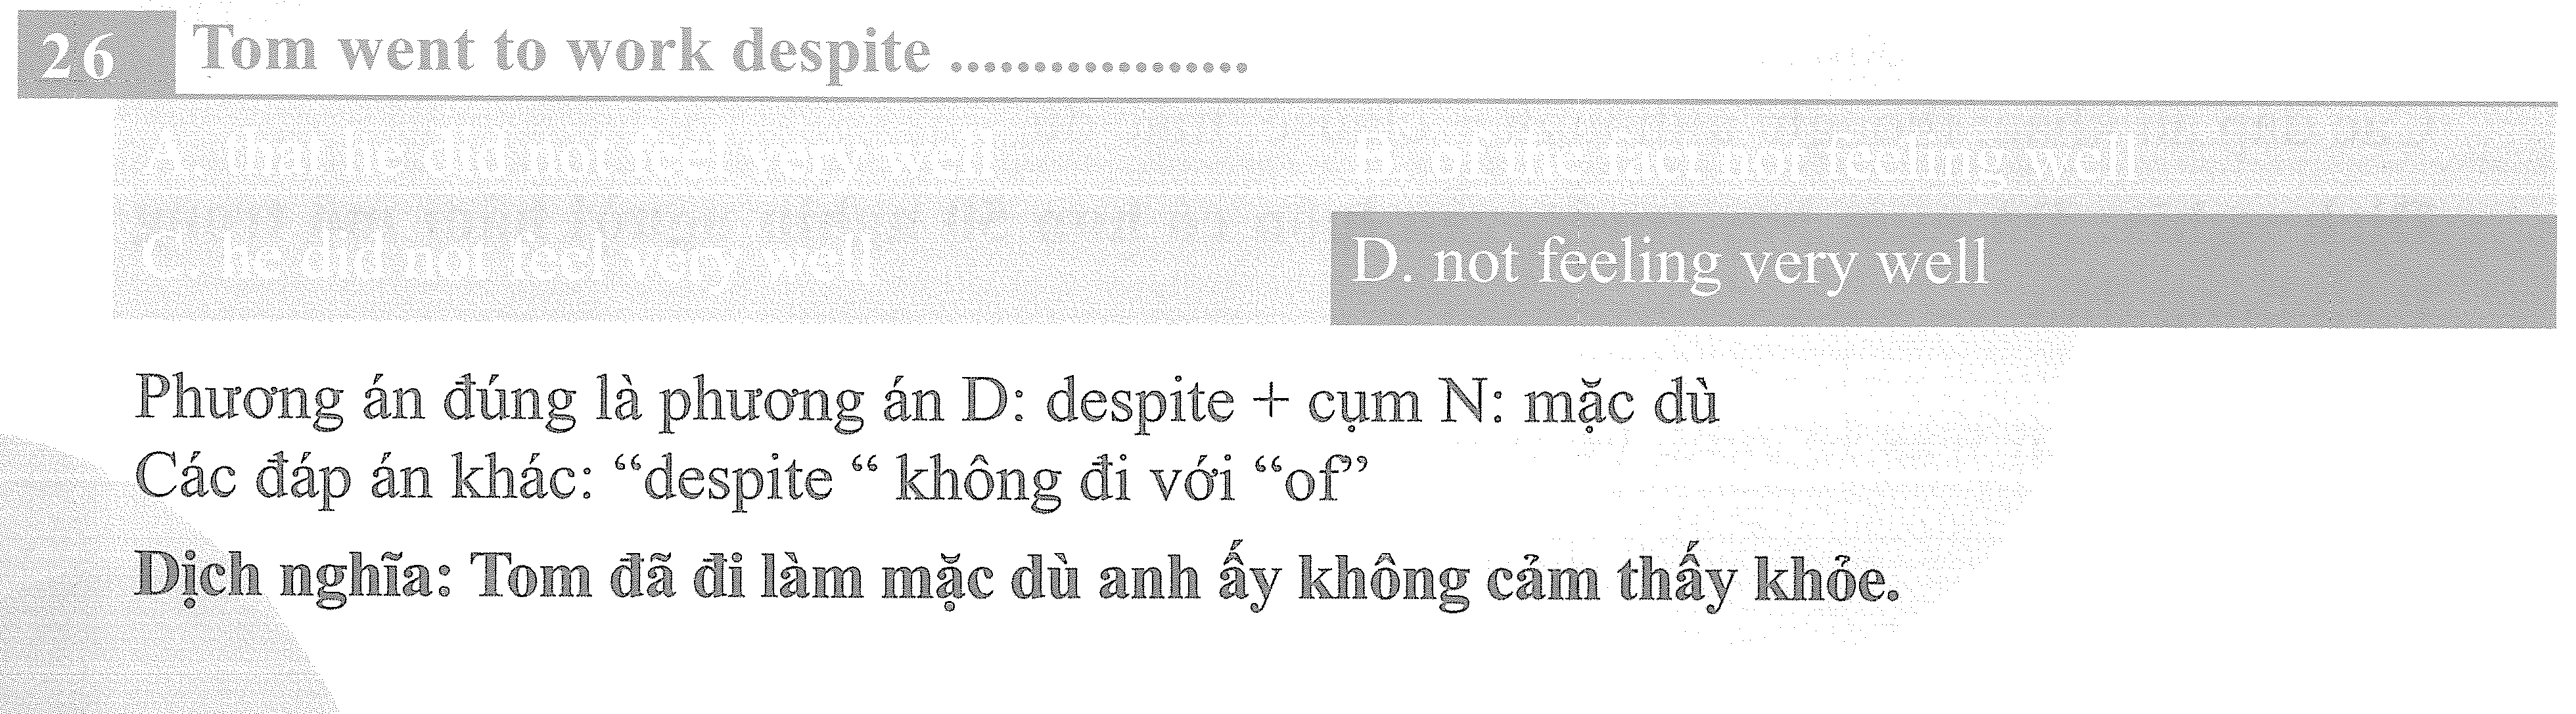 26 Tom went to work despite ..................
A. that he did not feel very well
B. of the fact not feeling well
C. he did not feel very well
D. not feeling very well
Phương án đúng là phương án D: despite + cụm N: mặc dù
Các đáp án khác: “despite “ không đi với “of”
Dịch nghĩa: Tom đã đi làm mặc dù anh ấy không cảm thấy khỏe.